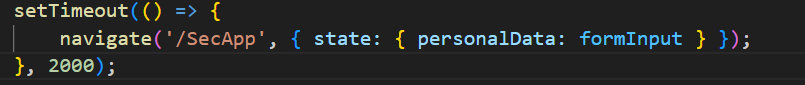 setTimeout(() => {
    navigate('/SecApp', { state: { personalData: formInput } });
}, 2000);